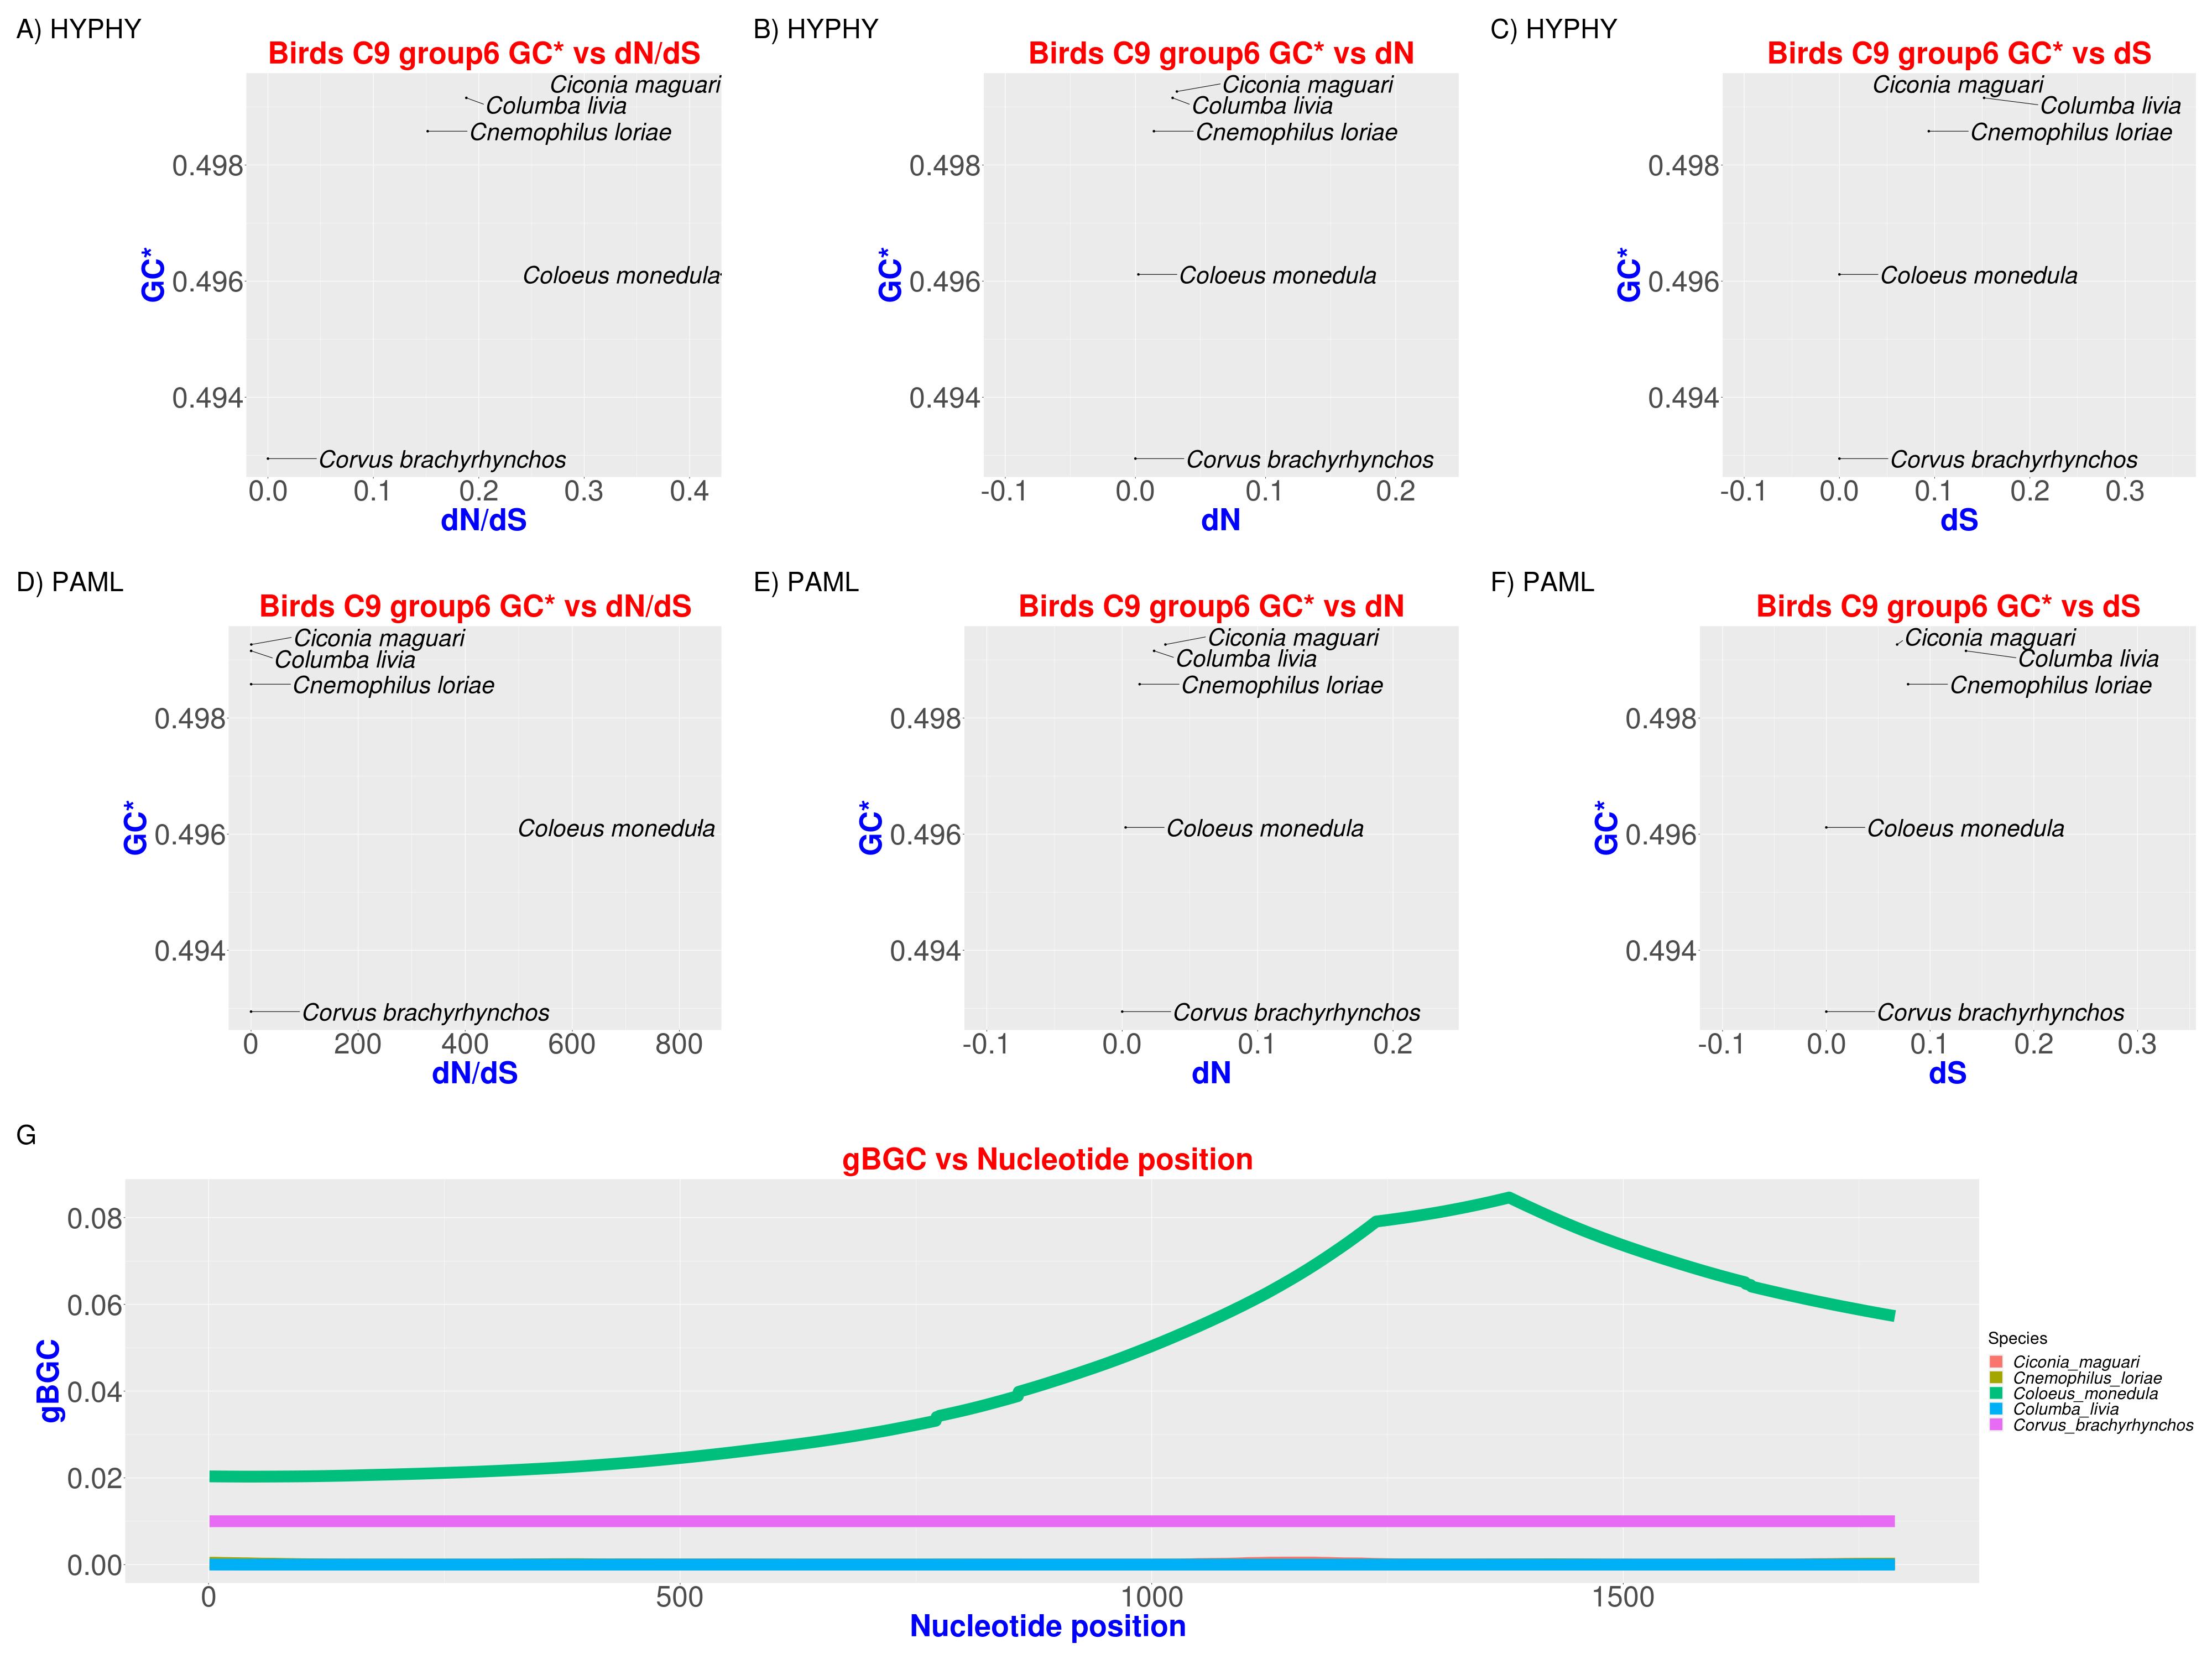 A) HYPHY
Birds C9 group6 GC* vs dN/dS
Ciconia maguari
Columba livia
Cnemophilus loriae
0.498
Coloeus monedula
0.496
0.494
Corvus brachyrhynchos
GC*
0.0 0.1 0.2 0.3 0.4
dN/dS
B) HYPHY
Birds C9 group6 GC* vs dN
Ciconia maguari
Columba livia
Cnemophilus loriae
0.498
Coloeus monedula
0.496
0.494
Corvus brachyrhynchos
GC*
-0.1 0.0 0.1 0.2
dN
C) HYPHY
Birds C9 group6 GC* vs dS
Ciconia maguari
Columba livia
Cnemophilus loriae
0.498
Coloeus monedula
0.496
0.494
Corvus brachyrhynchos
GC*
-0.1 0.0 0.1 0.2 0.3
dS
D) PAML
Birds C9 group6 GC* vs dN/dS
Ciconia maguari
Columba livia
Cnemophilus loriae
0.498
Coloeus monedula
0.496
0.494
Corvus brachyrhynchos
GC*
0 200 400 600 800
dN/dS
E) PAML
Birds C9 group6 GC* vs dN
Ciconia maguari
Columba livia
Cnemophilus loriae
0.498
Coloeus monedula
0.496
0.494
Corvus brachyrhynchos
GC*
-0.1 0.0 0.1 0.2
dN
F) PAML
Birds C9 group6 GC* vs dS
Ciconia maguari
Columba livia
Cnemophilus loriae
0.498
Coloeus monedula
0.496
0.494
Corvus brachyrhynchos
GC*
-0.1 0.0 0.1 0.2 0.3
dS
G
gBGC vs Nucleotide position
0.08
0.06
0.04
0.02
0.00
gBGC
0 500 1000 1500
Nucleotide position
Species
Ciconia_maguari
Cnemophilus_loriae
Coloeus_monedula
Columba_livia
Corvus_brachyrhynchos